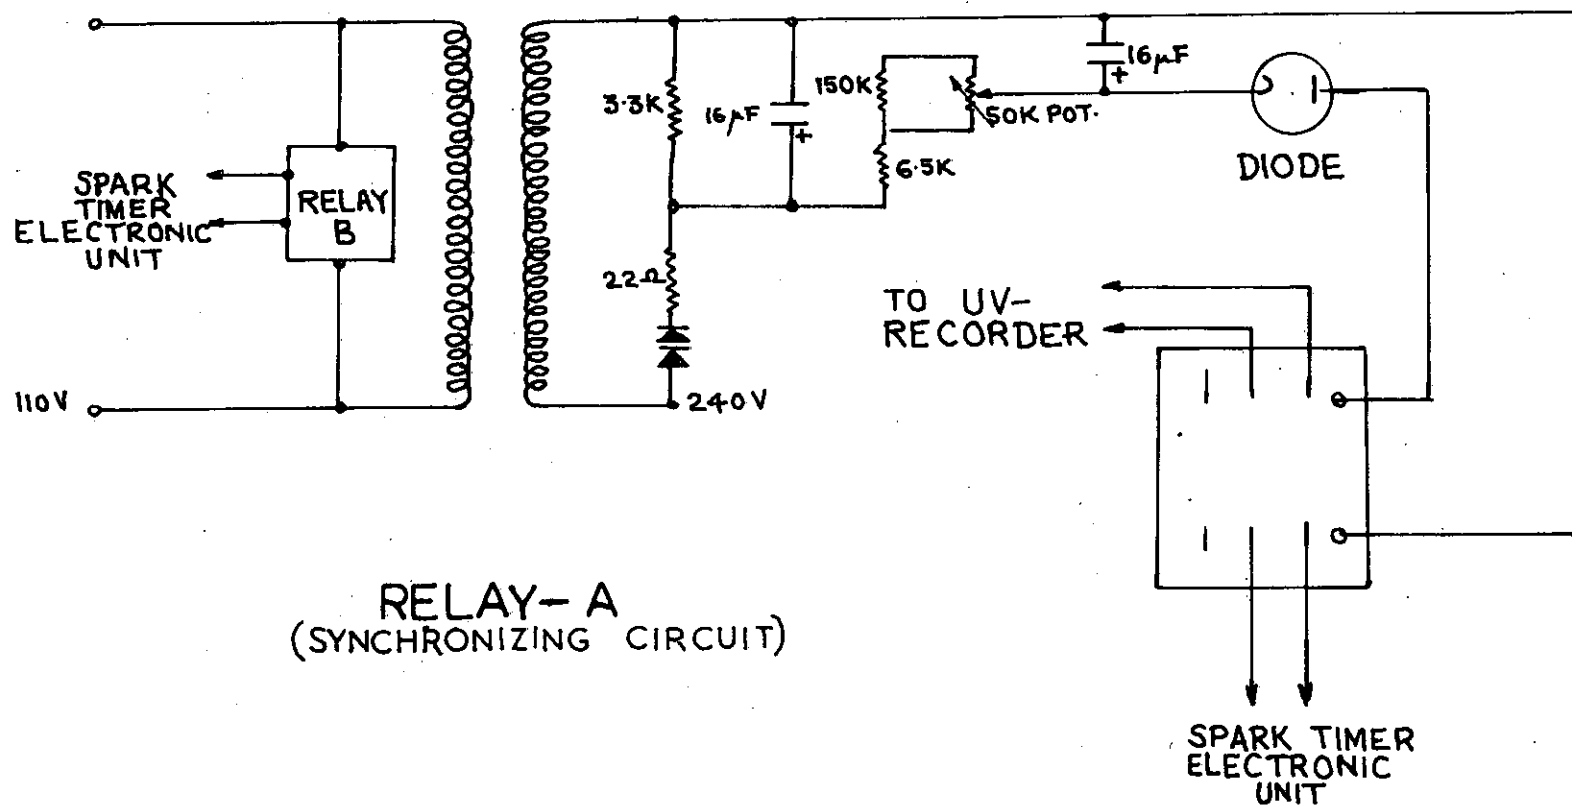 110V
SPARK
TIMER
ELECTRONIC
UNIT
RELAY
B
3.3K
16µF
+
150K
50K POT.
6.5K
16µF
+
DIODE
22Ω
240V
TO UV-
RECORDER
RELAY-A
(SYNCHRONIZING CIRCUIT)
SPARK TIMER
ELECTRONIC
UNIT